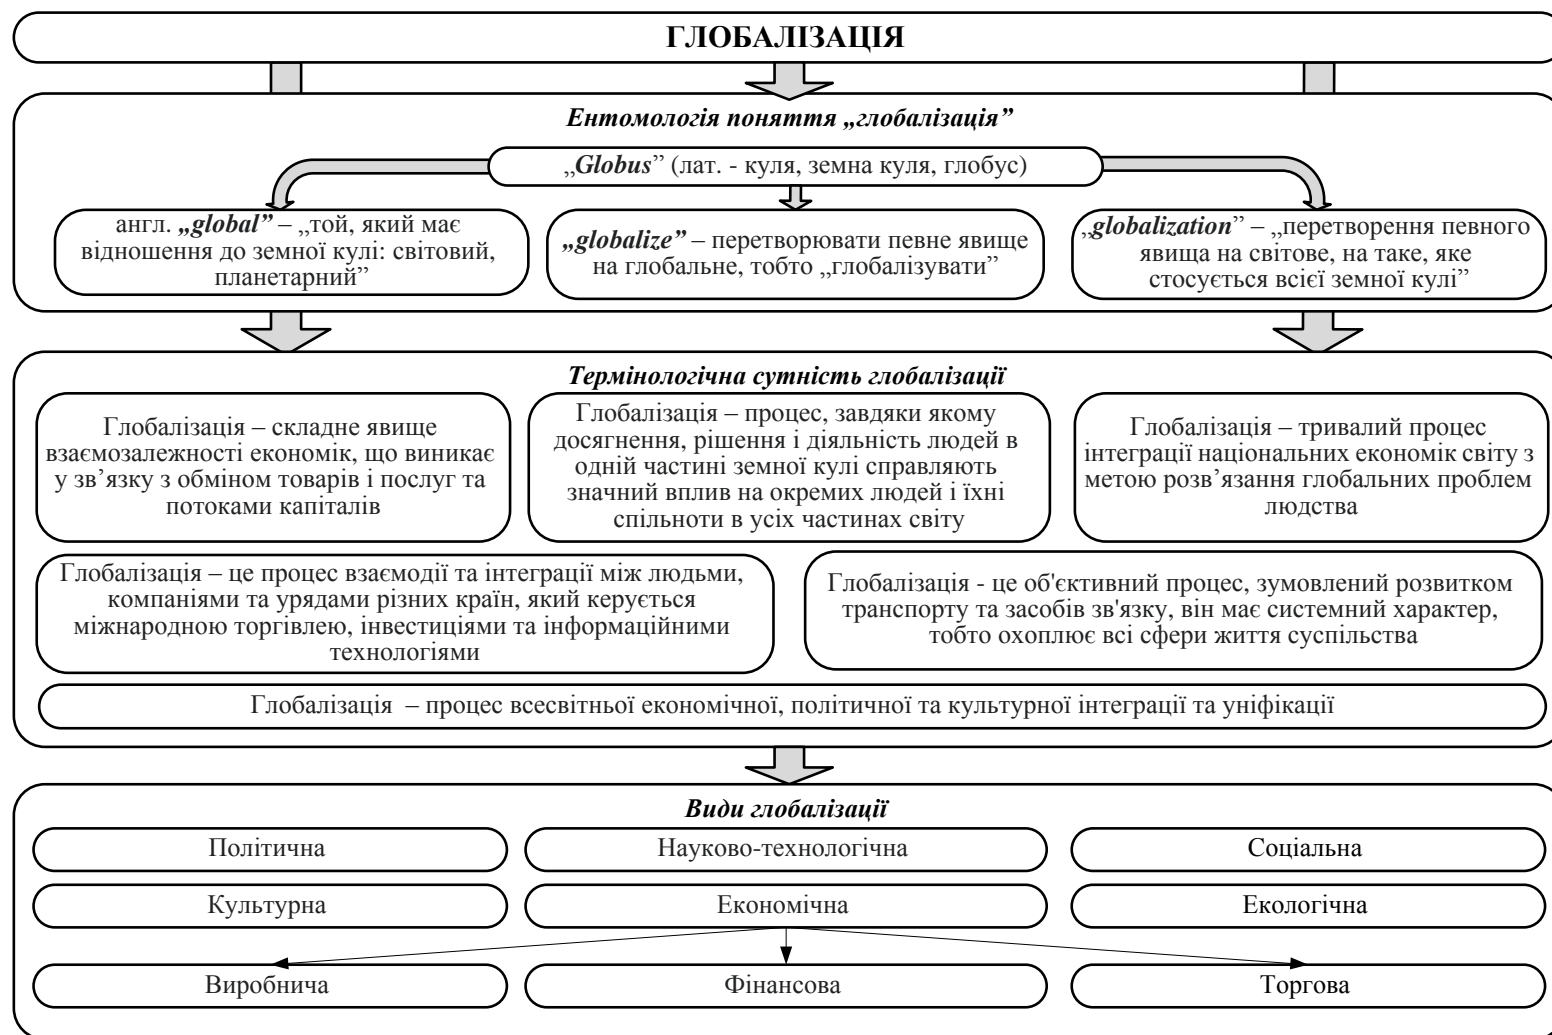 ГЛОБАЛІЗАЦІЯ
Ентомологія поняття „глобалізація”
„Globus” (лат. - куля, земна куля, глобус)
англ. „global” – „той, який має
відношення до земної кулі: світовий,
планетарний”
„globalize” – перетворювати певне явище
на глобальне, тобто „глобалізувати”
„globalization” – „перетворення певного
явища на світове, на таке, яке
стосується всієї земної кулі”
Термінологічна сутність глобалізації
Глобалізація – складне явище
взаємозалежності економік, що виникає
у зв’язку з обміном товарів і послуг та
потоками капіталів
Глобалізація – процес, завдяки якому
досягнення, рішення і діяльність людей в
одній частині земної кулі справляють
значний вплив на окремих людей і їхні
спільноти в усіх частинах світу
Глобалізація – тривалий процес
інтеграції національних економік світу з
метою розв’язання глобальних проблем
людства
Глобалізація – це процес взаємодії та інтеграції між людьми,
компаніями та урядами різних країн, який керується
міжнародною торгівлею, інвестиціями та інформаційними
технологіями
Глобалізація - це об'єктивний процес, зумовлений розвитком
транспорту та засобів зв'язку, він має системний характер,
тобто охоплює всі сфери життя суспільства
Глобалізація – процес всесвітньої економічної, політичної та культурної інтеграції та уніфікації
Види глобалізації
Політична
Науково-технологічна
Соціальна
Культурна
Економічна
Екологічна
Виробнича
Фінансова
Торгова